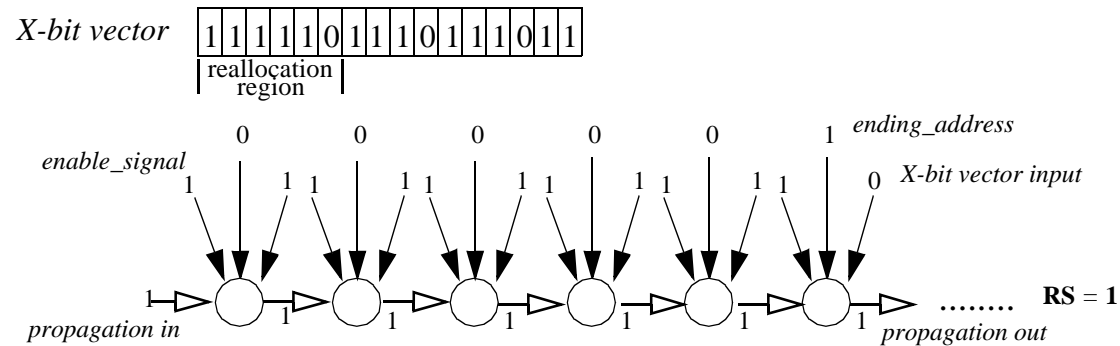 X-bit vector 1 1 1 1 1 0 1 1 1 0 1 1 1 0 1 1
reallocation
region
0 0 0 0 0 1 ending_address
enable_signal
1 1 1 1 1 1 1 1 1 1 1 0 X-bit vector input
1 1 1 1 1 1 1 ........ RS = 1
propagation in propagation out